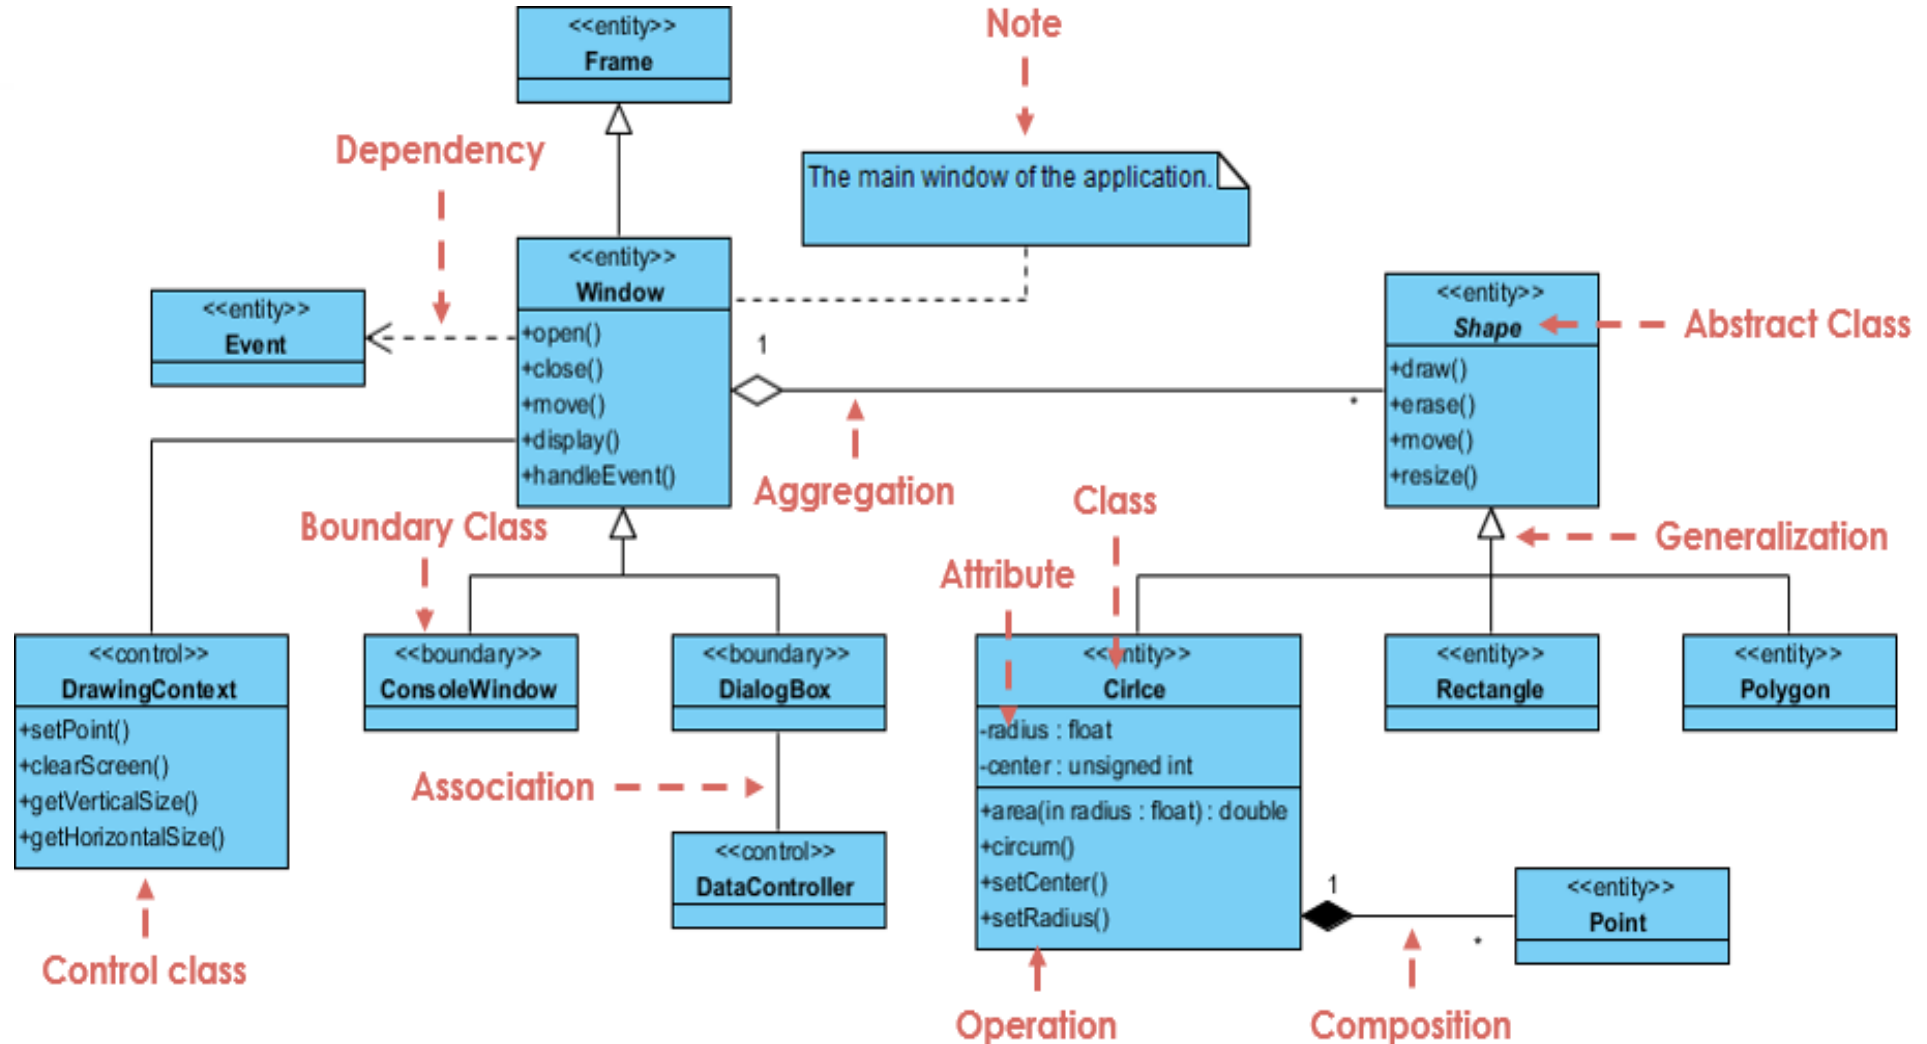 <<entity>>
Frame
Note
Dependency
The main window of the application.
<<entity>>
Window
+open()
+close()
+move()
+display()
+handleEvent()
<<entity>>
Event
1
*
<<entity>>
Shape
+draw()
+erase()
+move()
+resize()
Abstract Class
Aggregation
Class
Boundary Class
Generalization
Attribute
<<control>>
DrawingContext
+setPoint()
+clearScreen()
+getVerticalSize()
+getHorizontalSize()
<<boundary>>
ConsoleWindow
<<boundary>>
DialogBox
<<entity>>
Cirlce
-radius : float
-center : unsigned int
+area(in radius : float) : double
+circum()
+setCenter()
+setRadius()
<<entity>>
Rectangle
<<entity>>
Polygon
Association
<<control>>
DataController
1
*
<<entity>>
Point
Control class
Operation
Composition